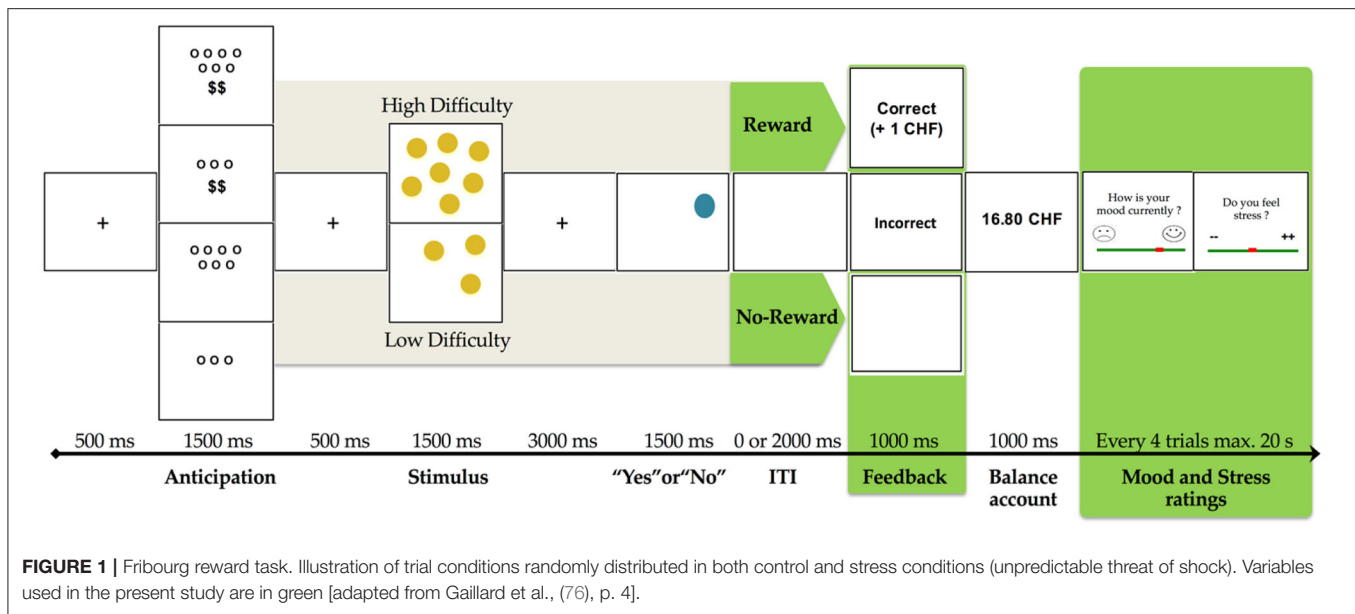 +
o o o o
o o o
$$
o o o
$$
o o o o
o o o
o o o
+
High Difficulty
Low Difficulty
+
Reward
No-Reward
Correct
(+ 1 CHF)
Incorrect
16.80 CHF
How is your
mood currently ?
Do you feel
stress ?
--
++
500 ms
1500 ms
500 ms
1500 ms
3000 ms
1500 ms
0 or 2000 ms
1000 ms
1000 ms
Every 4 trials max. 20 s
Anticipation
Stimulus
“Yes”or“No”
ITI
Feedback
Balance
account
Mood and Stress
ratings
FIGURE 1 | Fribourg reward task. Illustration of trial conditions randomly distributed in both control and stress conditions (unpredictable threat of shock). Variables
used in the present study are in green [adapted from Gaillard et al., (76), p. 4].